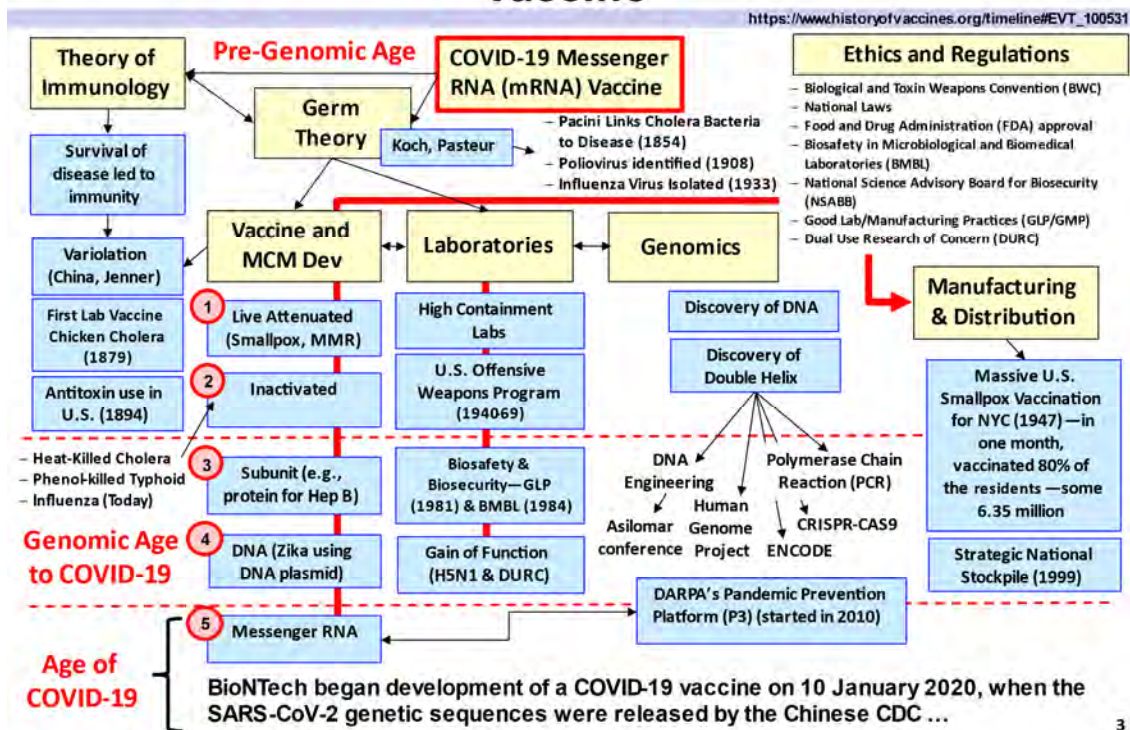 vaccine
https://www.historyofvaccines.org/timeline#EVT_100531
Theory of
Immunology
Pre-Genomic Age
COVID-19 Messenger
RNA (mRNA) Vaccine
Ethics and Regulations
– Biological and Toxin Weapons Convention (BWC)
– National Laws
– Food and Drug Administration (FDA) approval
– Biosafety in Microbiological and Biomedical
Laboratories (BMBL)
– National Science Advisory Board for Biosecurity
(NSABB)
– Good Lab/Manufacturing Practices (GLP/GMP)
– Dual Use Research of Concern (DURC)
Germ
Theory
Koch, Pasteur
– Pacini Links Cholera Bacteria
to Disease (1854)
– Poliovirus identified (1908)
– Influenza Virus Isolated (1933)
Survival of
disease led to
immunity
Variolation
(China, Jenner)
First Lab Vaccine
Chicken Cholera
(1879)
Antitoxin use in
U.S. (1894)
– Heat-Killed Cholera
– Phenol-killed Typhoid
– Influenza (Today)
Vaccine and
MCM Dev
1
Live Attenuated
(Smallpox, MMR)
2
Inactivated
3
Subunit (e.g.,
protein for Hep B)
4
DNA (Zika using
DNA plasmid)
5
Messenger RNA
Laboratories
High Containment
Labs
U.S. Offensive
Weapons Program
(194069)
Biosafety &
Biosecurity—GLP
(1981) & BMBL (1984)
Gain of Function
(H5N1 & DURC)
Genomics
Discovery of DNA
Discovery of
Double Helix
DNA
Engineering
Asilomar
conference
Human
Genome
Project
Polymerase Chain
Reaction (PCR)
CRISPR-CAS9
ENCODE
DARPA's Pandemic Prevention
Platform (P3) (started in 2010)
Manufacturing
& Distribution
Massive U.S.
Smallpox Vaccination
for NYC (1947) —in
one month,
vaccinated 80% of
the residents —some
6.35 million
Strategic National
Stockpile (1999)
Genomic Age
to COVID-19
Age of
COVID-19
BioNTech began development of a COVID-19 vaccine on 10 January 2020, when the
SARS-CoV-2 genetic sequences were released by the Chinese CDC …
3